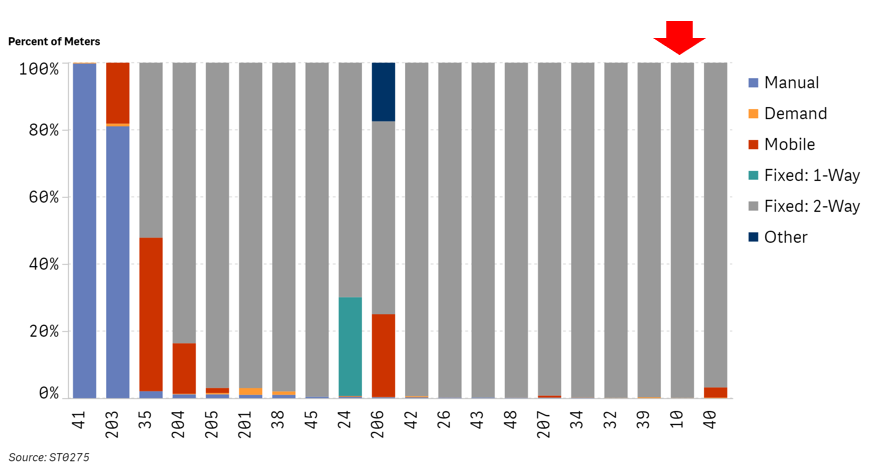 Percent of Meters
100%
80%
60%
40%
20%
0%
41 203 35 204 205 201 38 45 24 206 42 26 43 48 207 34 32 39 10 40
Manual
Demand
Mobile
Fixed: 1-Way
Fixed: 2-Way
Other
Source: ST0275